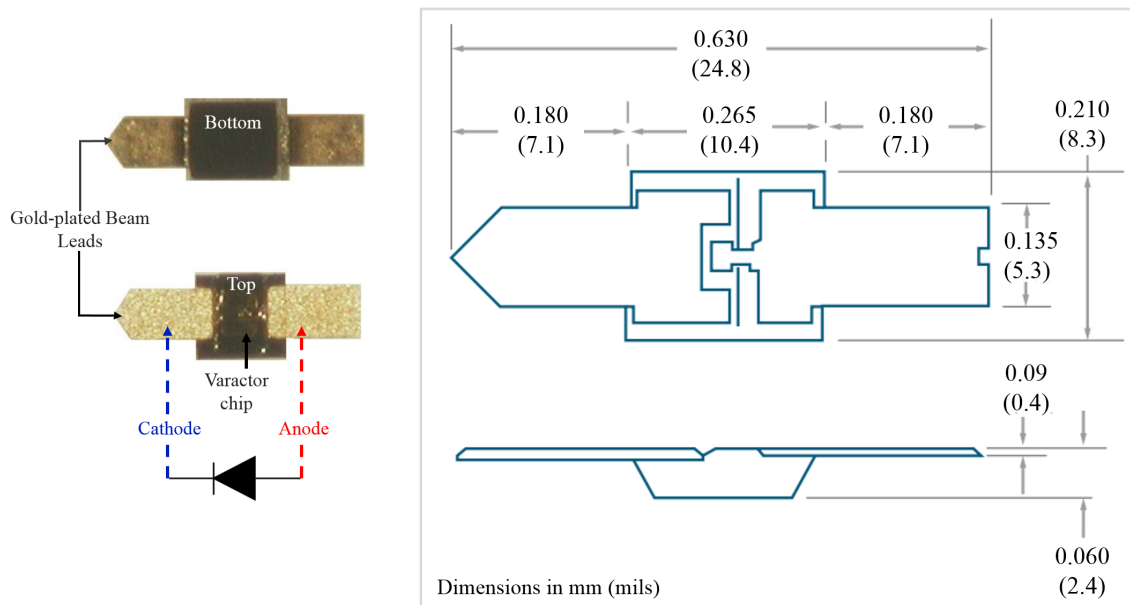 Bottom
Gold-plated Beam
Leads
Top
Varactor
chip
Cathode
Anode
0.630
(24.8)
0.180
(7.1)
0.265
(10.4)
0.180
(7.1)
0.210
(8.3)
0.135
(5.3)
0.09
(0.4)
0.060
(2.4)
Dimensions in mm (mils)